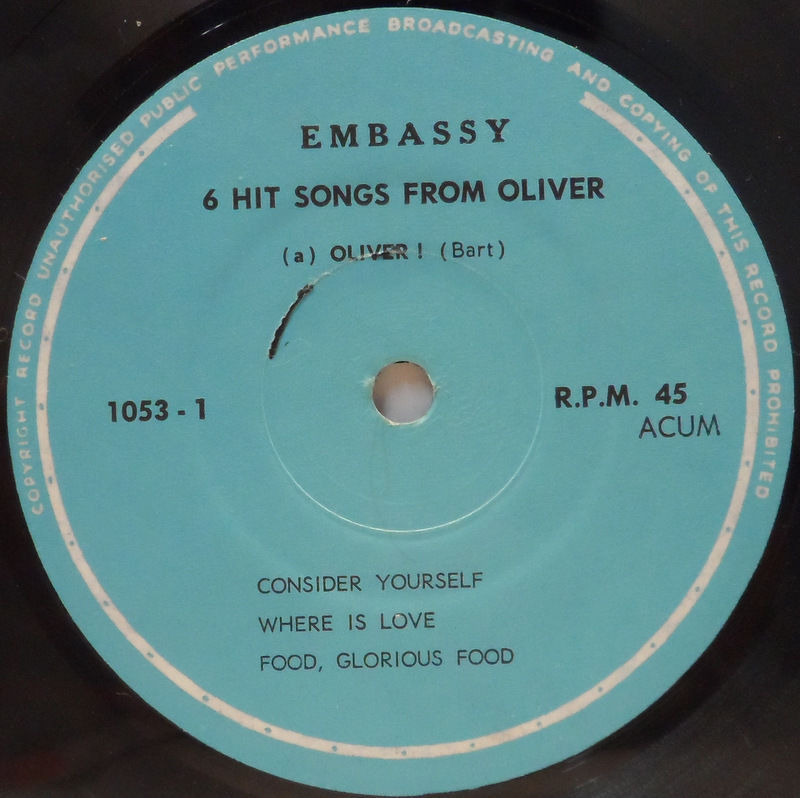 COPYRIGHT RECORD UNAUTHORISED PUBLIC PERFORMANCE BROADCASTING AND COPYING OF THIS RECORD PROHIBITED
EMBASSY
6 HIT SONGS FROM OLIVER
(a) OLIVER! (Bart)
1053 - 1
R.P.M. 45
ACUM
CONSIDER YOURSELF
WHERE IS LOVE
FOOD, GLORIOUS FOOD